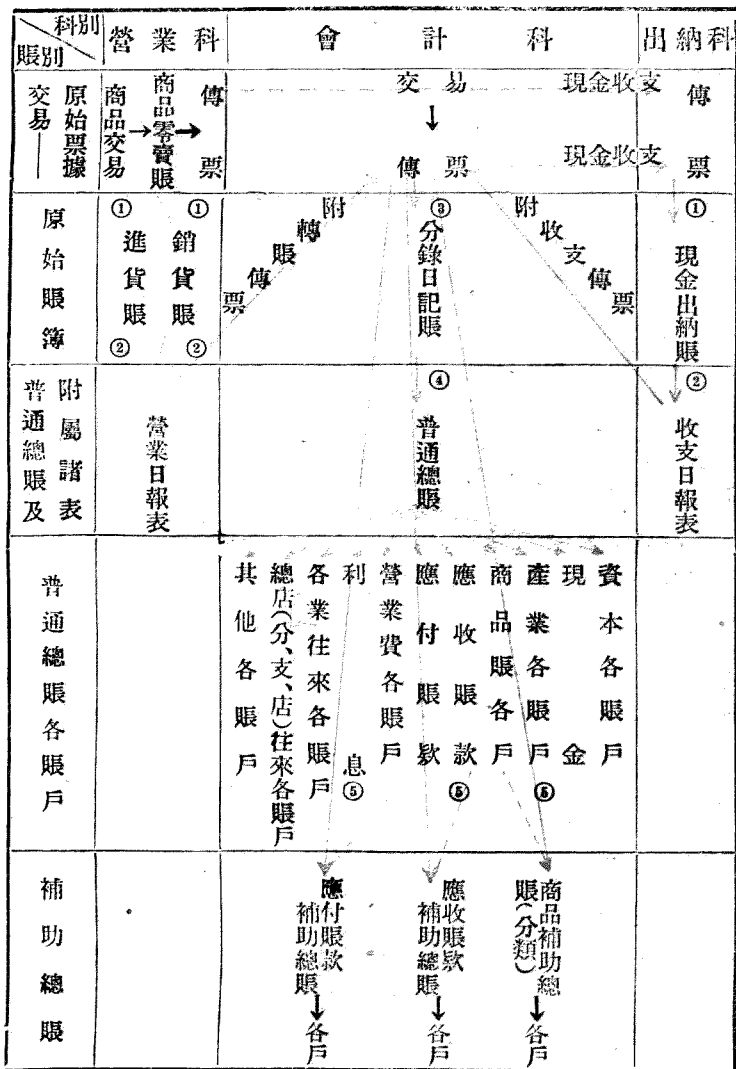 科別
賬別
營業科
會計科
出納科
交易——
原始票據
商品交易
→
商品零賣賬
→
傳票
交易
現金收支
↓
傳票
現金收支
傳票
原始賬簿
① 進貨賬 ②
① 銷貨賬 ②
附轉賬傳票
③ 分錄日記賬
附收支傳票
① 現金出納賬
普通總賬及
附屬諸表
營業日報表
④ 普通總賬
② 收支日報表
普通總賬各賬戶
資本各賬戶
現金
產業各賬戶 ⑤
商品賬各戶
應收賬款 ⑤
應付賬款
營業費各賬戶
利息 ⑤
各業往來各賬戶
總店(分、支、店)往來各賬戶
其他各賬戶
補助總賬
商品補助總
賬(分類)
↓
各戶
應收賬款
補助總賬
↓
各戶
應付賬款
補助總賬
↓
各戶